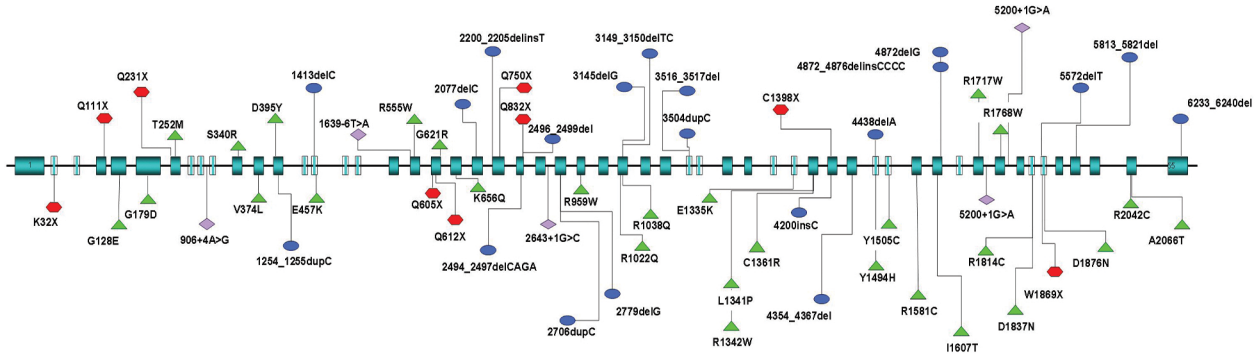 5200+1G>A
2200_2205delinsT
3149_3150delTC
4872delG
5813_5821del
4872_4876delinsCCCC
Q231X
1413delC
2077delC
Q750X
3145delG
3516_3517del
R1717W
5572delT
Q111X
D395Y
R555W
Q832X
C1398X
R1768W
6233_6240del
T252M
S340R
1639-6T>A
G621R
2496_2499del
3504dupC
4438delA
1
K32X
G128E
G179D
906+4A>G
V374L
1254_1255dupC
E457K
Q605X
Q612X
K656Q
2494_2497delCAGA
2643+1G>C
R959W
2706dupC
2779delG
R1038Q
R1022Q
E1335K
L1341P
R1342W
C1361R
4200insC
4354_4367del
Y1505C
Y1494H
R1581C
I1607T
5200+1G>A
R1814C
D1837N
W1869X
D1876N
R2042C
A2066T